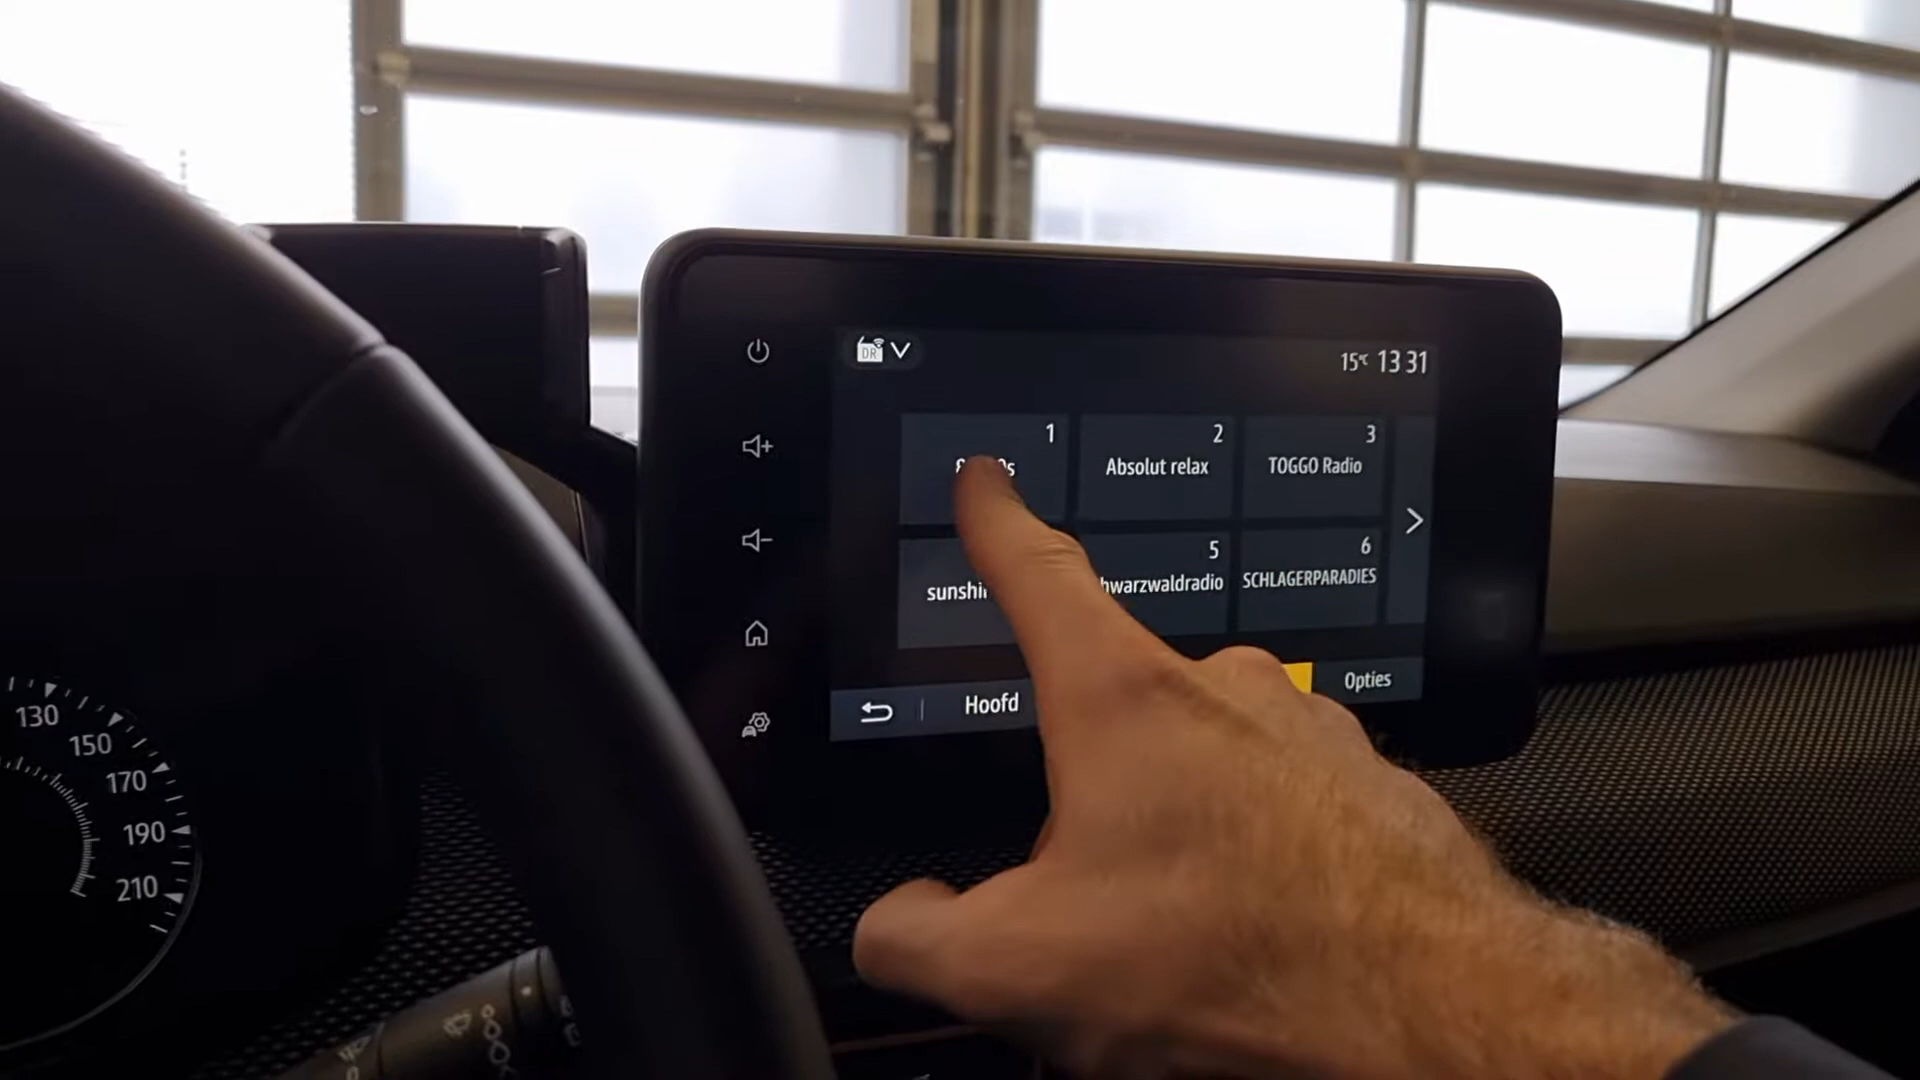 DR
15°C 13 31
1
2
Absolut relax
3
TOGGO Radio
5
6
SCHLAGERPARADIES
Hoofd
Opties
130
150
170
190
210